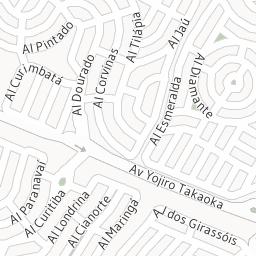 Al Pintado
Al Curimbatá
Al Dourado
Al Corvinas
Al Tilápia
Al Jaú
Al Diamante
Al Esmeralda
Av Yojiro Takaoka
Al Paranavaí
Al Curitiba
Al Londrina
Al Cianorte
Al Maringá
Al dos Girassóis